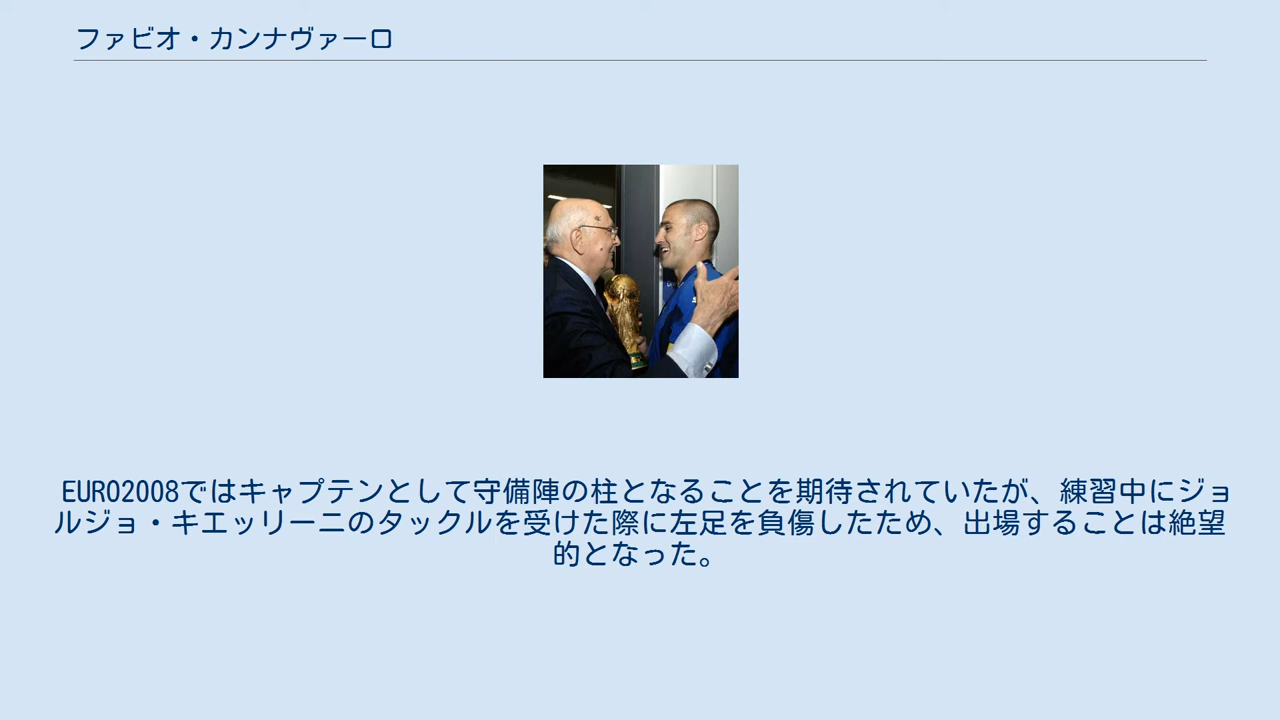 ファビオ・カンナヴァーロ
EURO2008ではキャプテンとして守備陣の柱となることを期待されていたが、練習中にジョ
ルジョ・キエッリーニのタックルを受けた際に左足を負傷したため、出場することは絶望
的となった。